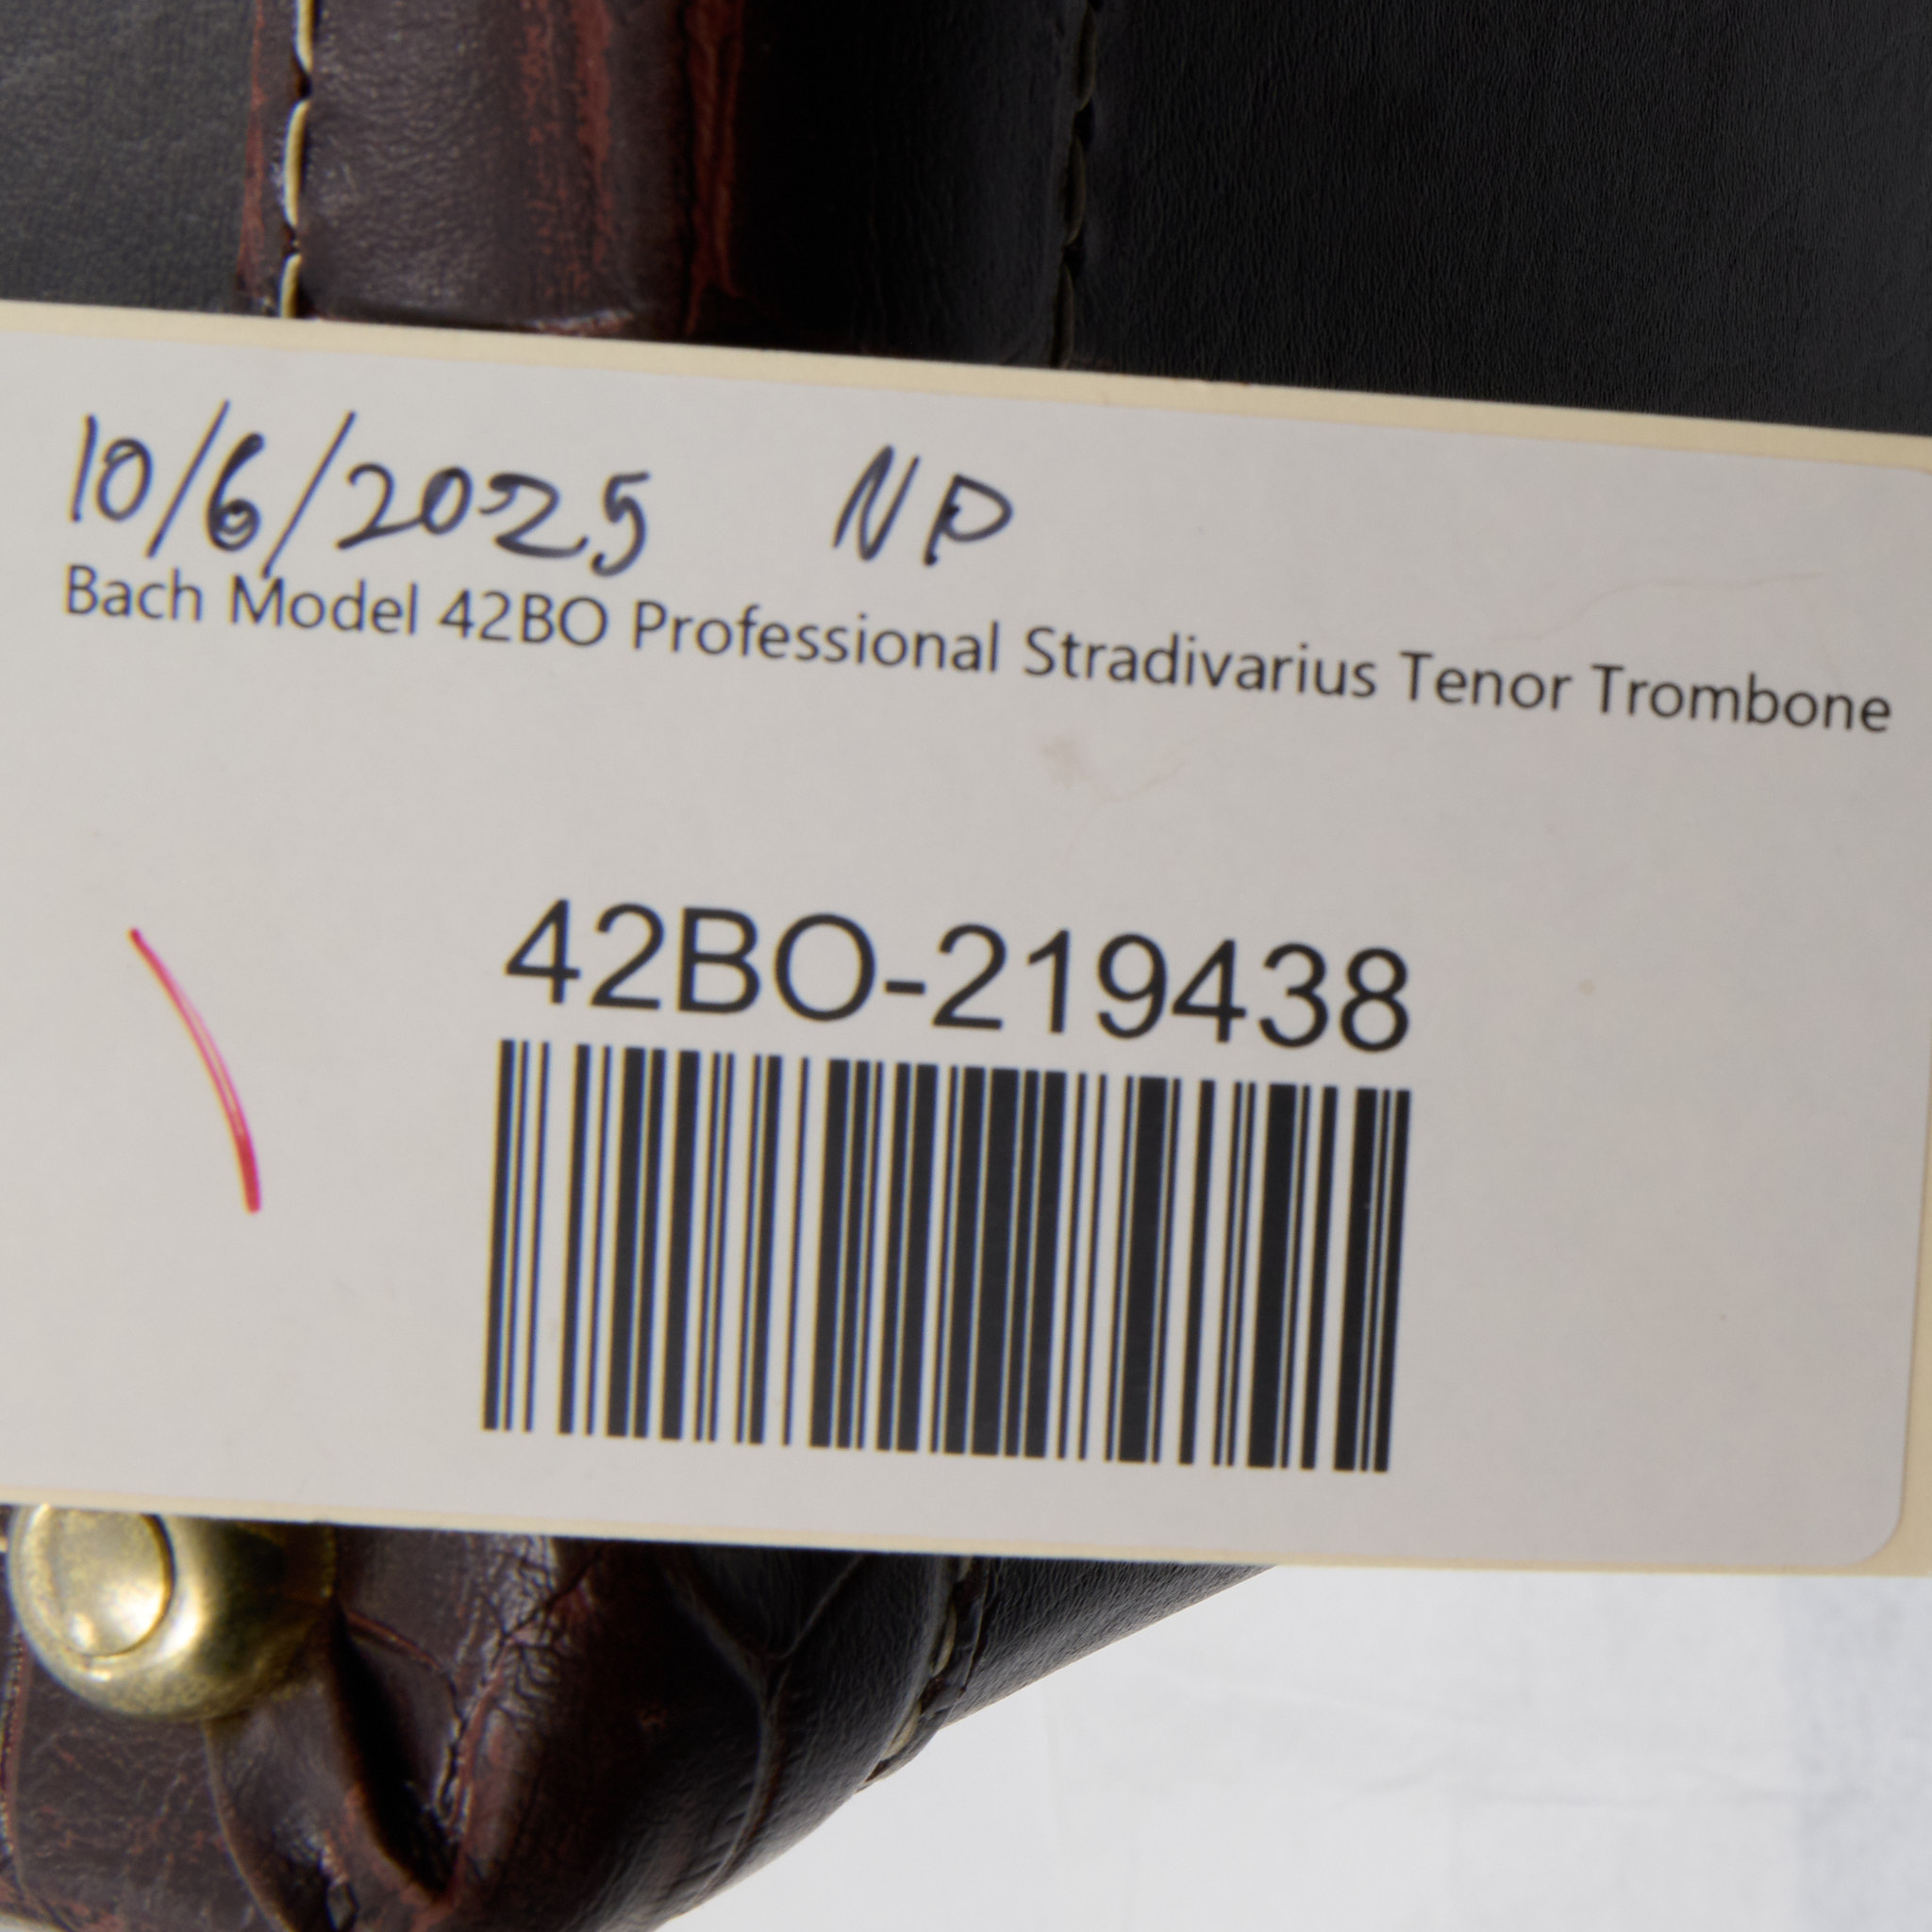 10/6/2025 NP
Bach Model 42BO Professional Stradivarius Tenor Trombone
42BO-219438